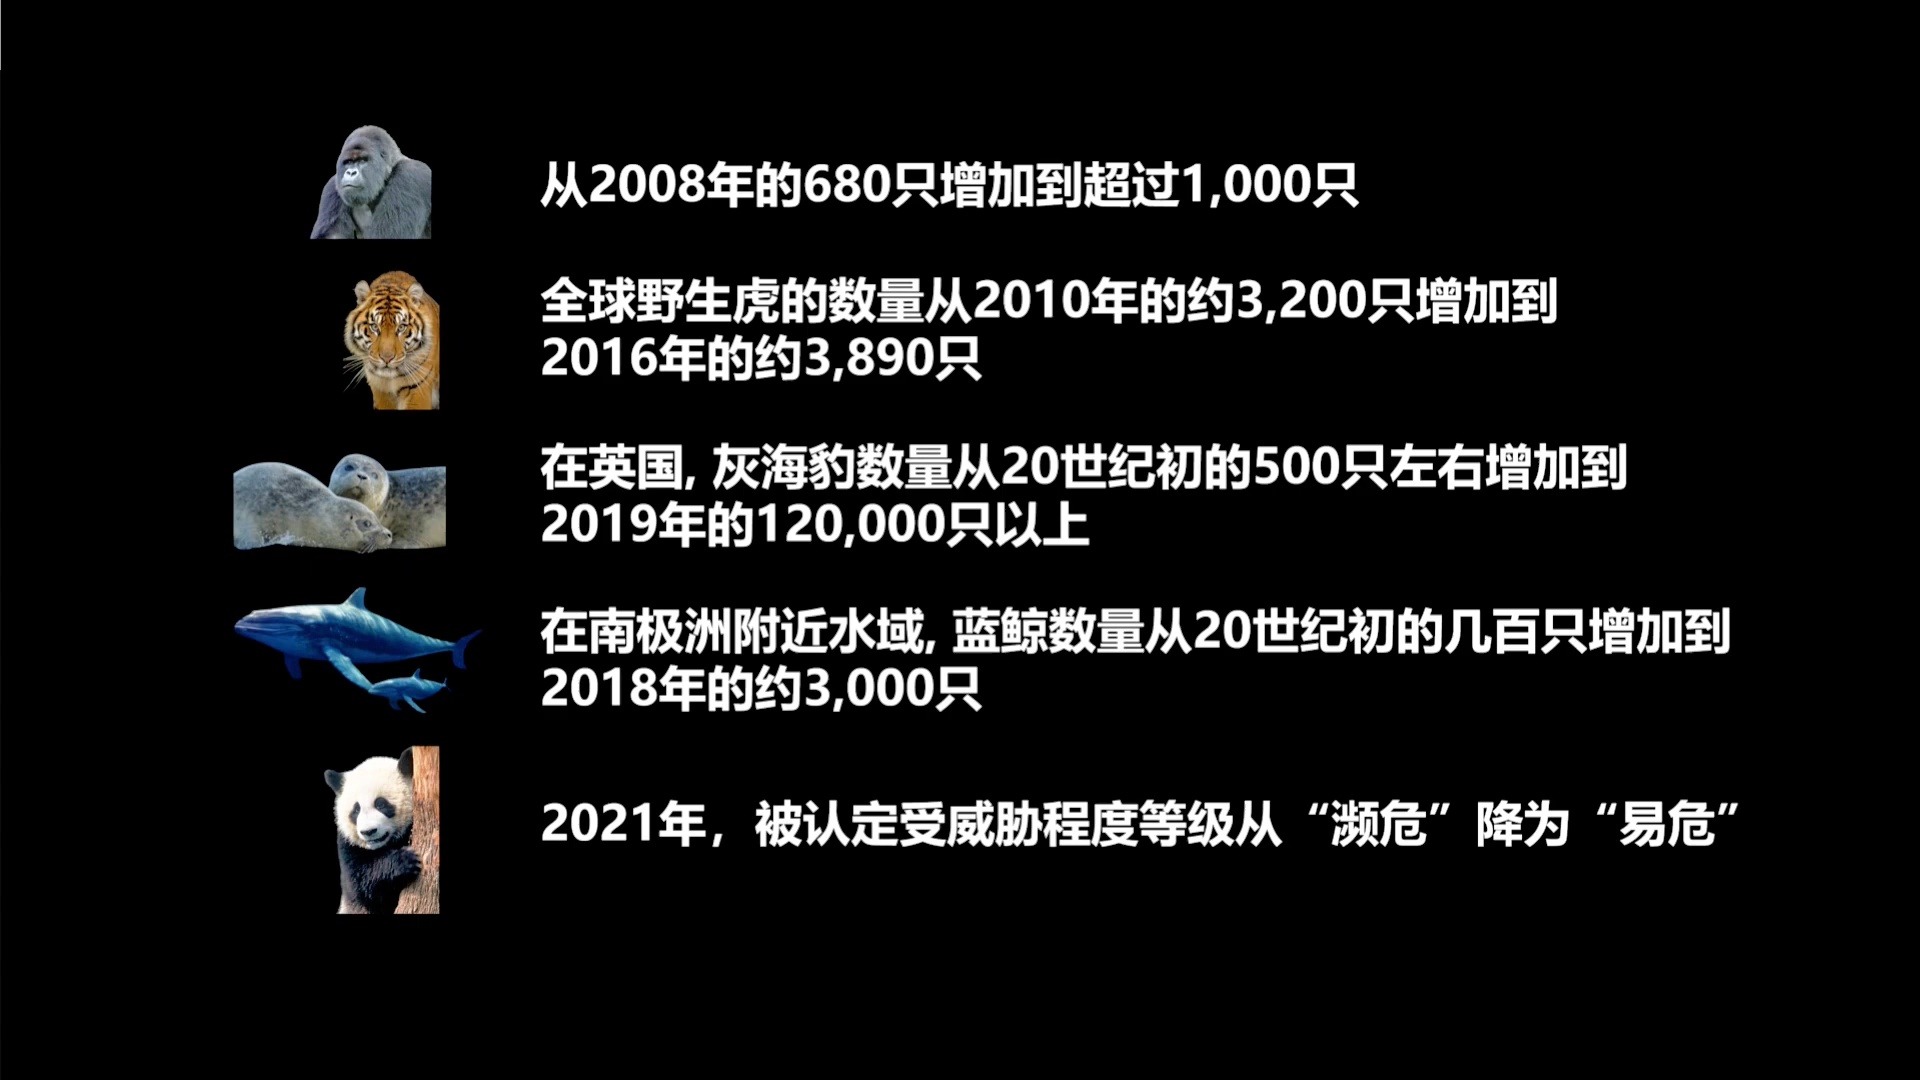 从2008年的680只增加到超过1,000只
全球野生虎的数量从2010年的约3,200只增加到
2016年的约3,890只
在英国, 灰海豹数量从20世纪初的500只左右增加到
2019年的120,000只以上
在南极洲附近水域, 蓝鲸数量从20世纪初的几百只增加到
2018年的约3,000只
2021年，被认定受威胁程度等级从“濒危”降为“易危”